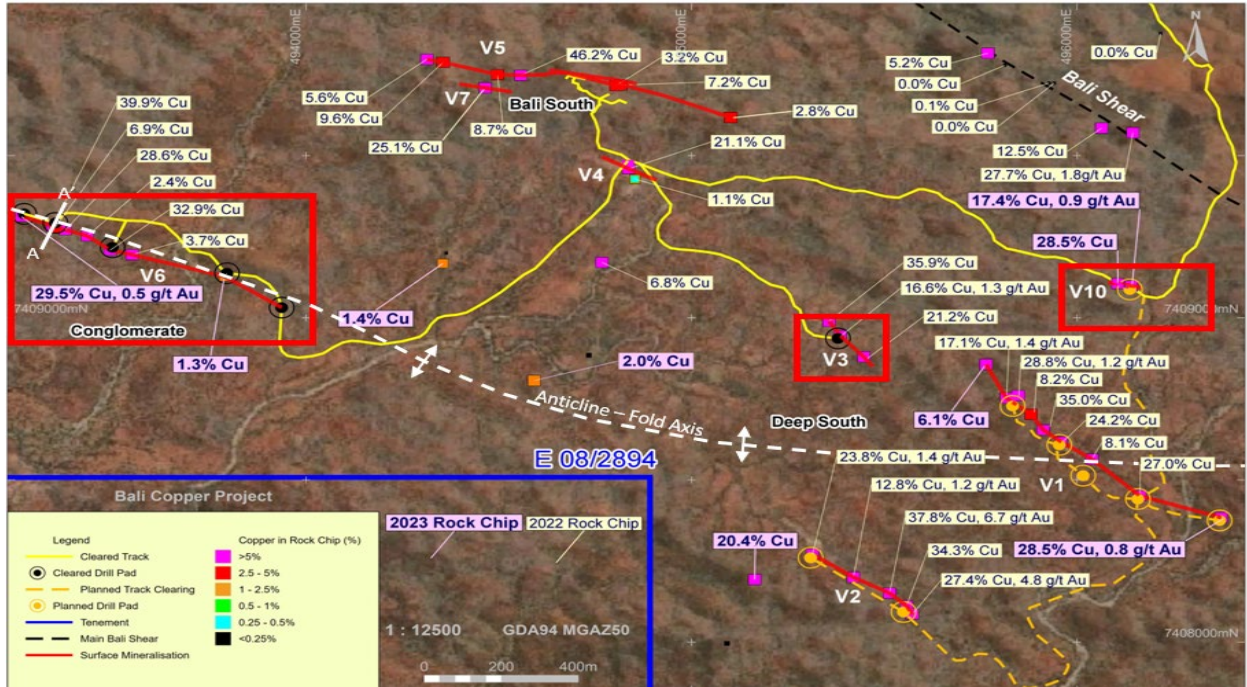 494000mE
495000mE
496000mE
N
V5
46.2% Cu
3.2% Cu
7.2% Cu
5.6% Cu
9.6% Cu
V7
Bali South
25.1% Cu
8.7% Cu
2.8% Cu
21.1% Cu
V4
1.1% Cu
0.0% Cu
5.2% Cu
0.0% Cu
0.1% Cu
0.0% Cu
Bali Shear
12.5% Cu
27.7% Cu, 1.8g/t Au
17.4% Cu, 0.9 g/t Au
28.5% Cu
V10
7409000mN
39.9% Cu
6.9% Cu
28.6% Cu
2.4% Cu
A'
A
32.9% Cu
3.7% Cu
V6
29.5% Cu, 0.5 g/t Au
7409000mN
Conglomerate
1.3% Cu
1.4% Cu
6.8% Cu
2.0% Cu
35.9% Cu
16.6% Cu, 1.3 g/t Au
21.2% Cu
V3
Anticline – Fold Axis
Deep South
17.1% Cu, 1.4 g/t Au
28.8% Cu, 1.2 g/t Au
8.2% Cu
35.0% Cu
6.1% Cu
24.2% Cu
8.1% Cu
27.0% Cu
V1
28.5% Cu, 0.8 g/t Au
E 08/2894
23.8% Cu, 1.4 g/t Au
12.8% Cu, 1.2 g/t Au
37.8% Cu, 6.7 g/t Au
34.3% Cu
27.4% Cu, 4.8 g/t Au
20.4% Cu
V2
7408000mN
Bali Copper Project
2023 Rock Chip
2022 Rock Chip
Legend
Cleared Track
Cleared Drill Pad
Planned Track Clearing
Planned Drill Pad
Tenement
Main Bali Shear
Surface Mineralisation
Copper in Rock Chip (%)
>5%
2.5 - 5%
1 - 2.5%
0.5 - 1%
0.25 - 0.5%
<0.25%
1 : 12500
GDA94 MGAZ50
0 200 400m